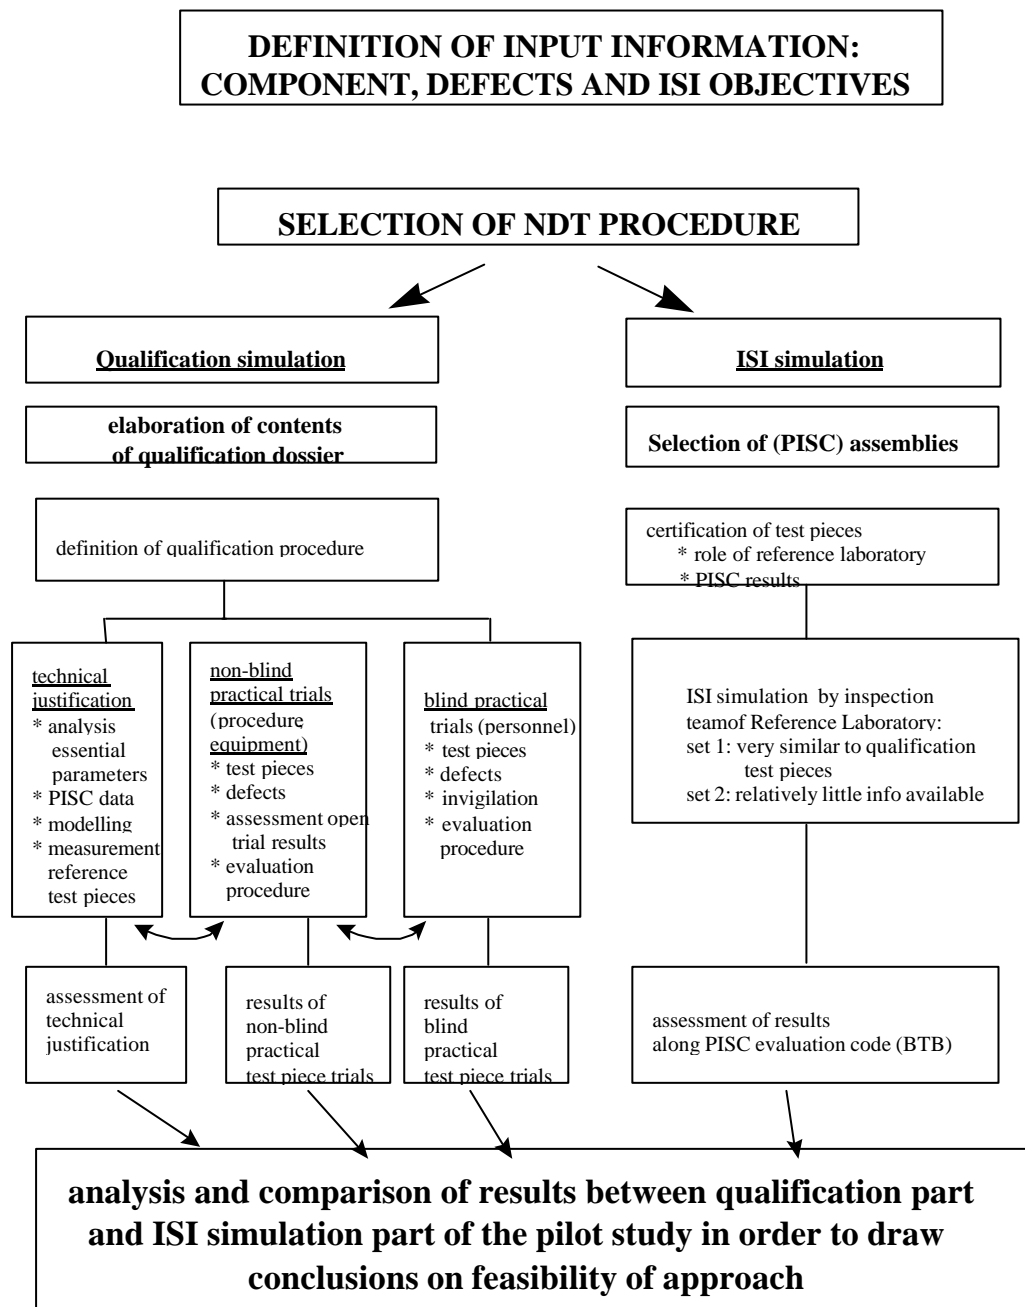 DEFINITION OF INPUT INFORMATION:
COMPONENT, DEFECTS AND ISI OBJECTIVES
SELECTION OF NDT PROCEDURE
Qualification simulation
elaboration of contents
of qualification dossier
definition of qualification procedure
technical
justification
* analysis
essential
parameters
* PISC data
* modelling
* measurement
reference
test pieces
non-blind
practical trials
(procedure,
equipment)
* test pieces
* defects
* assessment open
trial results
* evaluation
procedure
blind practical
trials (personnel)
* test pieces
* defects
* invigilation
* evaluation
procedure
assessment of
technical
justification
results of
non-blind
practical
test piece trials
results of
blind
practical
test piece trials
ISI simulation
Selection of (PISC) assemblies
certification of test pieces
* role of reference laboratory
* PISC results
ISI simulation by inspection
teamof Reference Laboratory:
set 1: very similar to qualification
test pieces
set 2: relatively little info available
assessment of results
along PISC evaluation code (BTB)
analysis and comparison of results between qualification part
and ISI simulation part of the pilot study in order to draw
conclusions on feasibility of approach